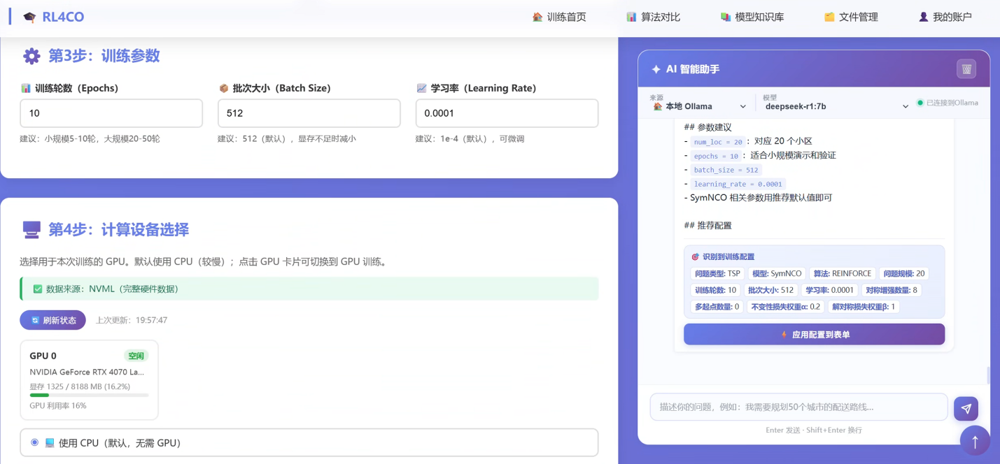 RL4CO
训练首页
算法对比
模型知识库
文件管理
我的账户
第3步：训练参数
训练轮数（Epochs）
10
建议：小规模5-10轮，大规模20-50轮
批次大小（Batch Size）
512
建议：512（默认），显存不足时减小
学习率（Learning Rate）
0.0001
建议：1e-4（默认），可微调
第4步：计算设备选择
选择用于本次训练的 GPU。默认使用 CPU（较慢）；点击 GPU 卡片可切换到 GPU 训练。
数据来源：NVML（完整硬件数据）
刷新状态
上次更新：19:57:47
GPU 0
空闲
NVIDIA GeForce RTX 4070 La...
显存 1325 / 8188 MB (16.2%)
GPU 利用率 16%
使用 CPU（默认，无需 GPU）
AI 智能助手
来源
本地 Ollama
模型
deepseek-r1:7b
已连接到Ollama
## 参数建议
- num_loc = 20 ：对应 20 个小区
- epochs = 10 ：适合小规模演示和验证
- batch_size = 512
- learning_rate = 0.0001
- SymNCO 相关参数用推荐默认值即可
## 推荐配置
识别到训练配置
问题类型: TSP 模型: SymNCO 算法: REINFORCE 问题规模: 20
训练轮数: 10 批次大小: 512 学习率: 0.0001 对称增强数量: 8
多起点数量: 0 不变性损失权重α: 0.2 解对称损失权重β: 1
应用配置到表单
描述你的问题，例如：我需要规划50个城市的配送路线...
Enter 发送 · Shift+Enter 换行